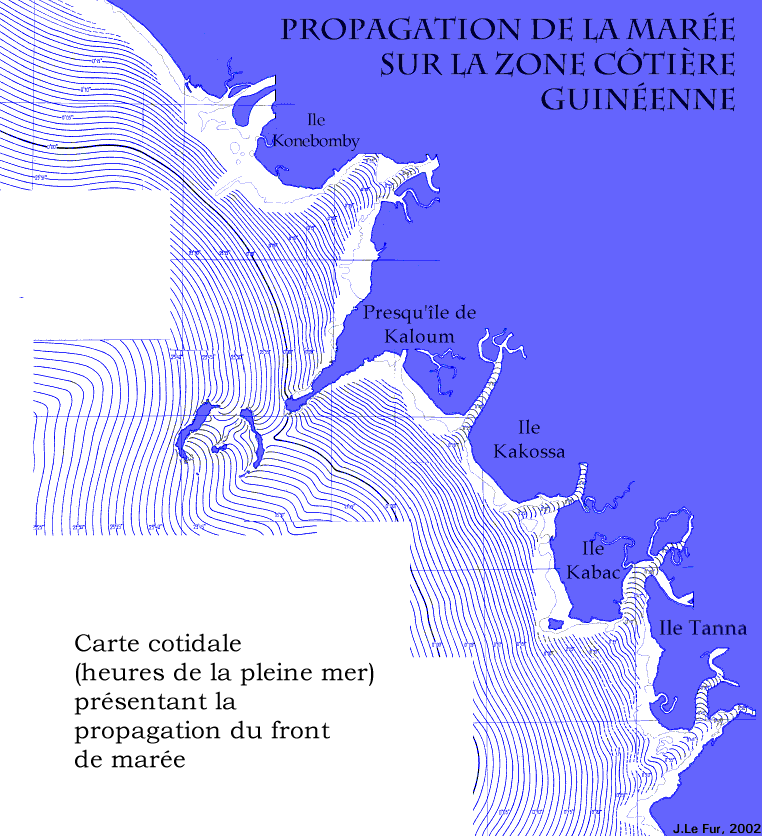 PROPAGATION DE LA MARÉE
SUR LA ZONE CÔTIÈRE
GUINÉENNE
Ile
Konebomby
Presqu'île de
Kaloum
Ile
Kakossa
Ile
Kabac
Ile Tanna
Carte cotidale
(heures de la pleine mer)
présentant la
propagation du front
de marée
J.Le Fur, 2002